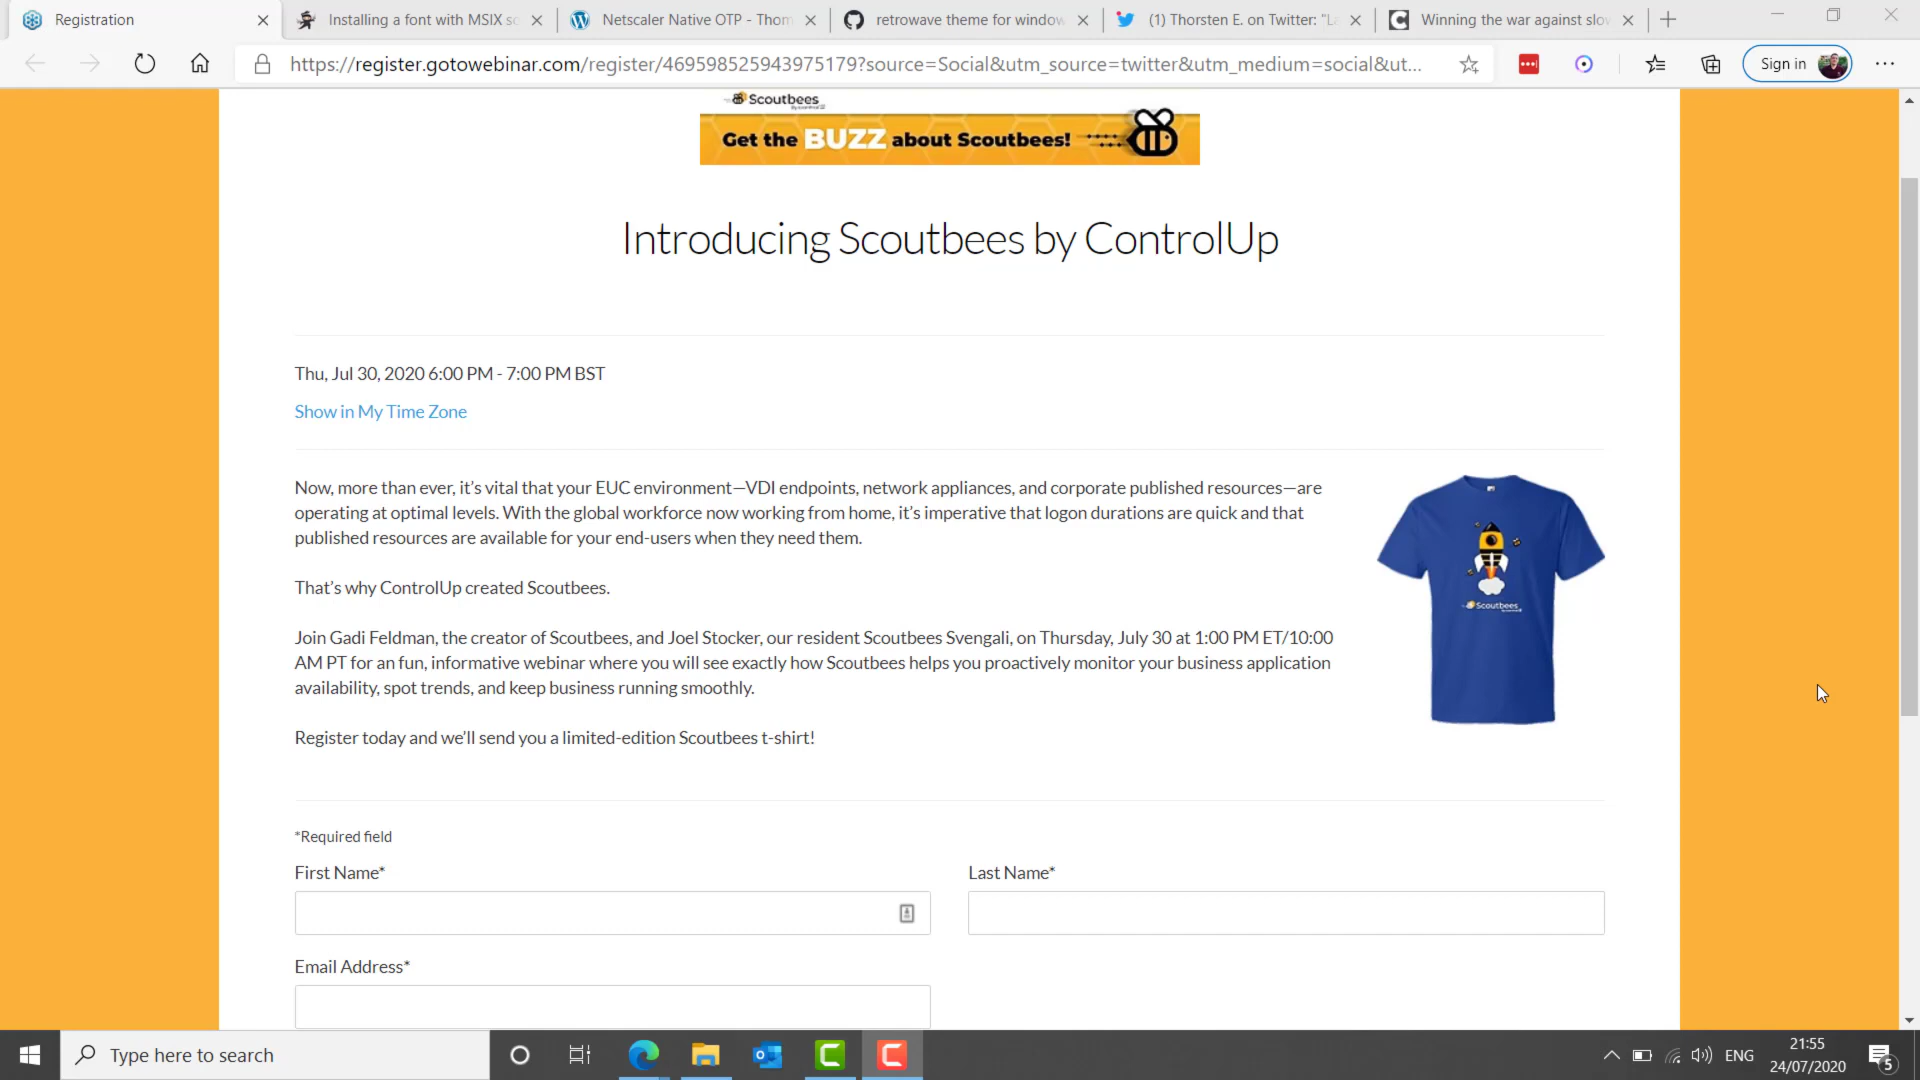 Registration
Installing a font with MSIX so
Netscaler Native OTP - Thom
retrowave theme for window
(1) Thorsten E. on Twitter: "La
Winning the war against slow
https://register.gotowebinar.com/register/469598525943975179?source=Social&utm_source=twitter&utm_medium=social&ut...
Sign in
Scoutbees
Get the BUZZ about Scoutbees!
Introducing Scoutbees by ControlUp
Thu, Jul 30, 2020 6:00 PM - 7:00 PM BST
Show in My Time Zone
Now, more than ever, it's vital that your EUC environment—VDI endpoints, network appliances, and corporate published resources—are
operating at optimal levels. With the global workforce now working from home, it's imperative that logon durations are quick and that
published resources are available for your end-users when they need them.
That's why ControlUp created Scoutbees.
Join Gadi Feldman, the creator of Scoutbees, and Joel Stocker, our resident Scoutbees Svengali, on Thursday, July 30 at 1:00 PM ET/10:00
AM PT for an fun, informative webinar where you will see exactly how Scoutbees helps you proactively monitor your business application
availability, spot trends, and keep business running smoothly.
Register today and we'll send you a limited-edition Scoutbees t-shirt!
Scoutbees
*Required field
First Name*
Last Name*
Email Address*
Type here to search
ENG
21:55
24/07/2020
5